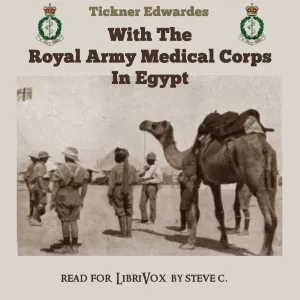 Tickner Edwardes
With The
Royal Army Medical Corps
In Egypt
READ FOR LIBRIVOX BY STEVE C.